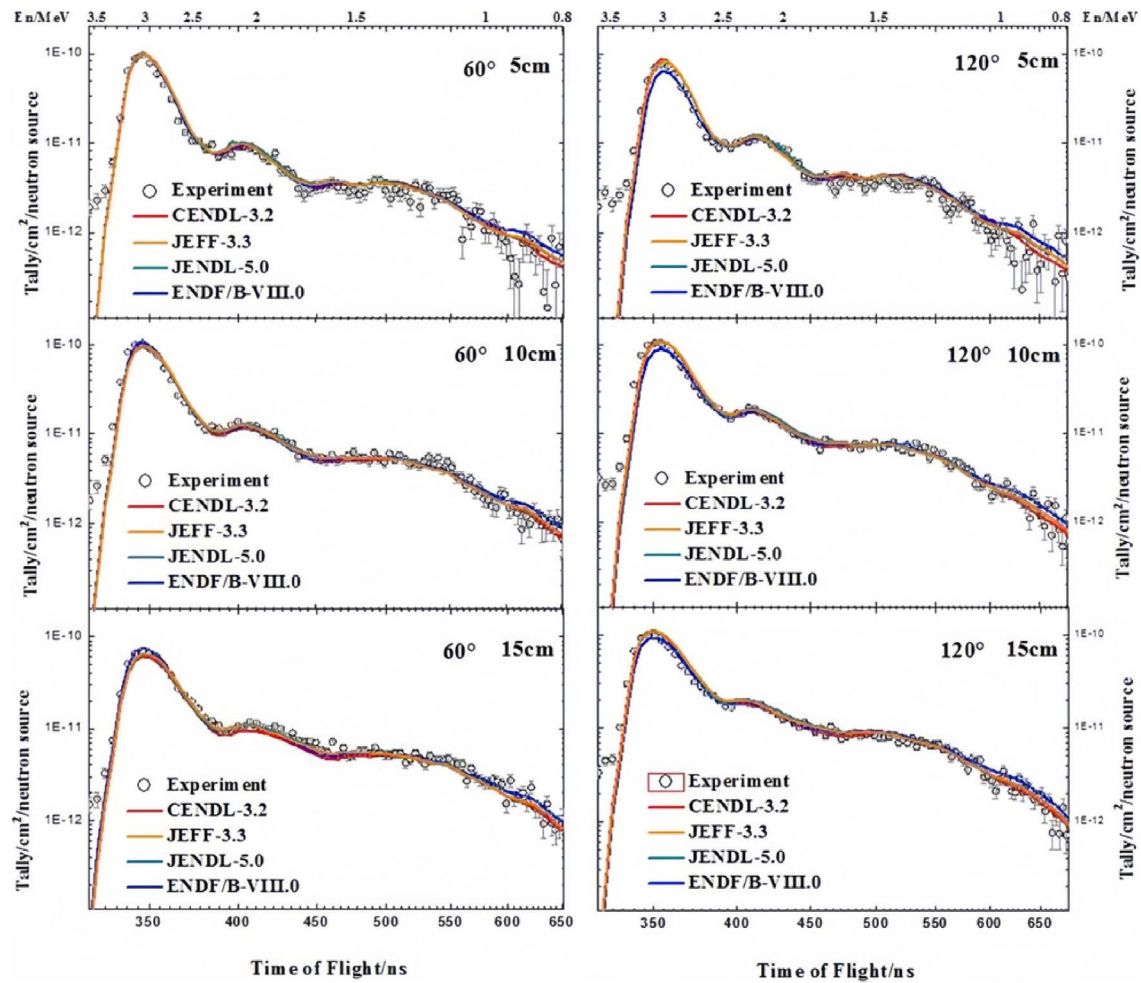 En/MeV 3.5 3 2.5 2 1.5 1 0.8
3.5 3 2.5 2 1.5 1 0.8 En/MeV
60° 5cm
1E-10
1E-11
1E-12
Tally/cm²/neutron source
Experiment
CENDL-3.2
JEFF-3.3
JENDL-5.0
ENDF/B-VIII.0
120° 5cm
1E-10
1E-11
1E-12
Tally/cm²/neutron source
Experiment
CENDL-3.2
JEFF-3.3
JENDL-5.0
ENDF/B-VIII.0
60° 10cm
1E-10
1E-11
1E-12
Tally/cm²/neutron source
Experiment
CENDL-3.2
JEFF-3.3
JENDL-5.0
ENDF/B-VIII.0
120° 10cm
1E-10
1E-11
1E-12
Tally/cm²/neutron source
Experiment
CENDL-3.2
JEFF-3.3
JENDL-5.0
ENDF/B-VIII.0
60° 15cm
1E-10
1E-11
1E-12
Tally/cm²/neutron source
Experiment
CENDL-3.2
JEFF-3.3
JENDL-5.0
ENDF/B-VIII.0
120° 15cm
1E-10
1E-11
1E-12
Tally/cm²/neutron source
Experiment
CENDL-3.2
JEFF-3.3
JENDL-5.0
ENDF/B-VIII.0
350 400 450 500 550 600 650
350 400 450 500 550 600 650
Time of Flight/ns
Time of Flight/ns